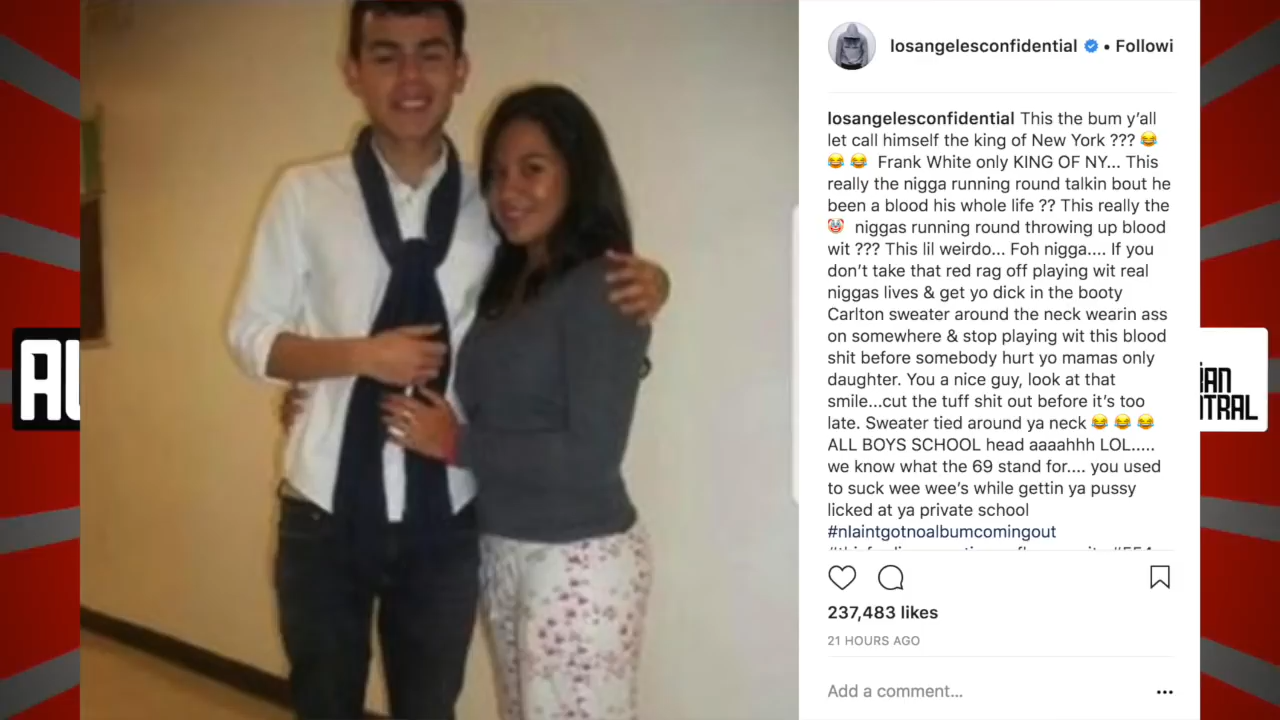 losangelesconfidential • Followi
losangelesconfidential This the bum y'all
let call himself the king of New York ??? 😂
😂 😂 Frank White only KING OF NY... This
really the nigga running round talkin bout he
been a blood his whole life ?? This really the
🤡 niggas running round throwing up blood
wit ??? This lil weirdo... Foh nigga.... If you
don't take that red rag off playing wit real
niggas lives & get yo dick in the booty
Carlton sweater around the neck wearin ass
on somewhere & stop playing wit this blood
shit before somebody hurt yo mamas only
daughter. You a nice guy, look at that
smile...cut the tuff shit out before it's too
late. Sweater tied around ya neck 😂 😂 😂
ALL BOYS SCHOOL head aaaahhh LOL.....
we know what the 69 stand for.... you used
to suck wee wee's while gettin ya pussy
licked at ya private school
#nlaintgotnoalbumcomingout
237,483 likes
21 HOURS AGO
Add a comment...